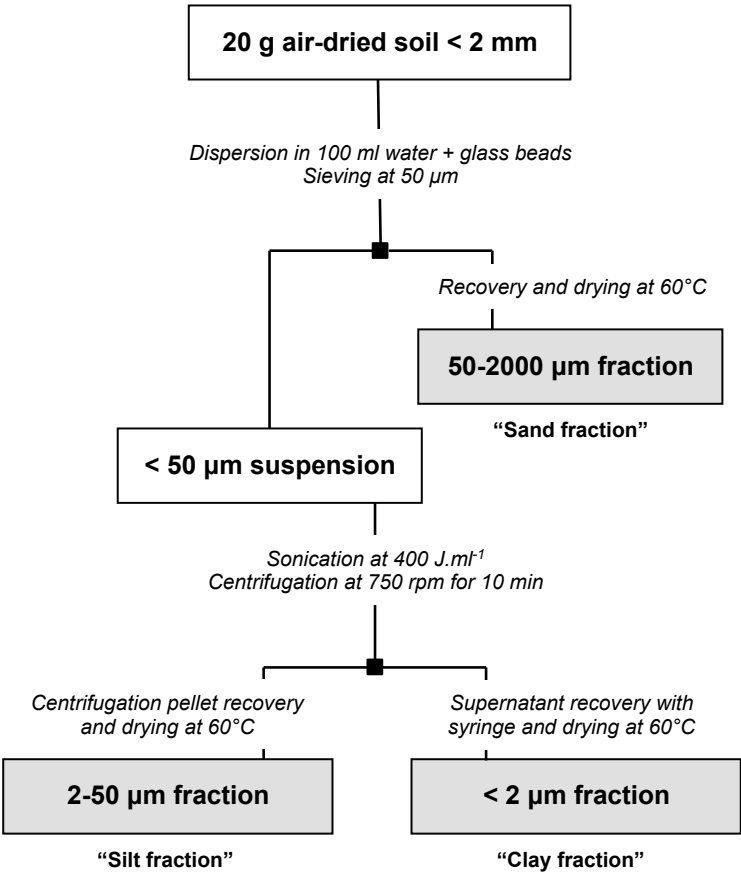 20 g air-dried soil < 2 mm
Dispersion in 100 ml water + glass beads
Sieving at 50 µm
Recovery and drying at 60°C
50-2000 µm fraction
“Sand fraction”
< 50 µm suspension
Sonication at 400 J.ml-1
Centrifugation at 750 rpm for 10 min
Centrifugation pellet recovery
and drying at 60°C
Supernatant recovery with
syringe and drying at 60°C
2-50 µm fraction
< 2 µm fraction
“Silt fraction”
“Clay fraction”